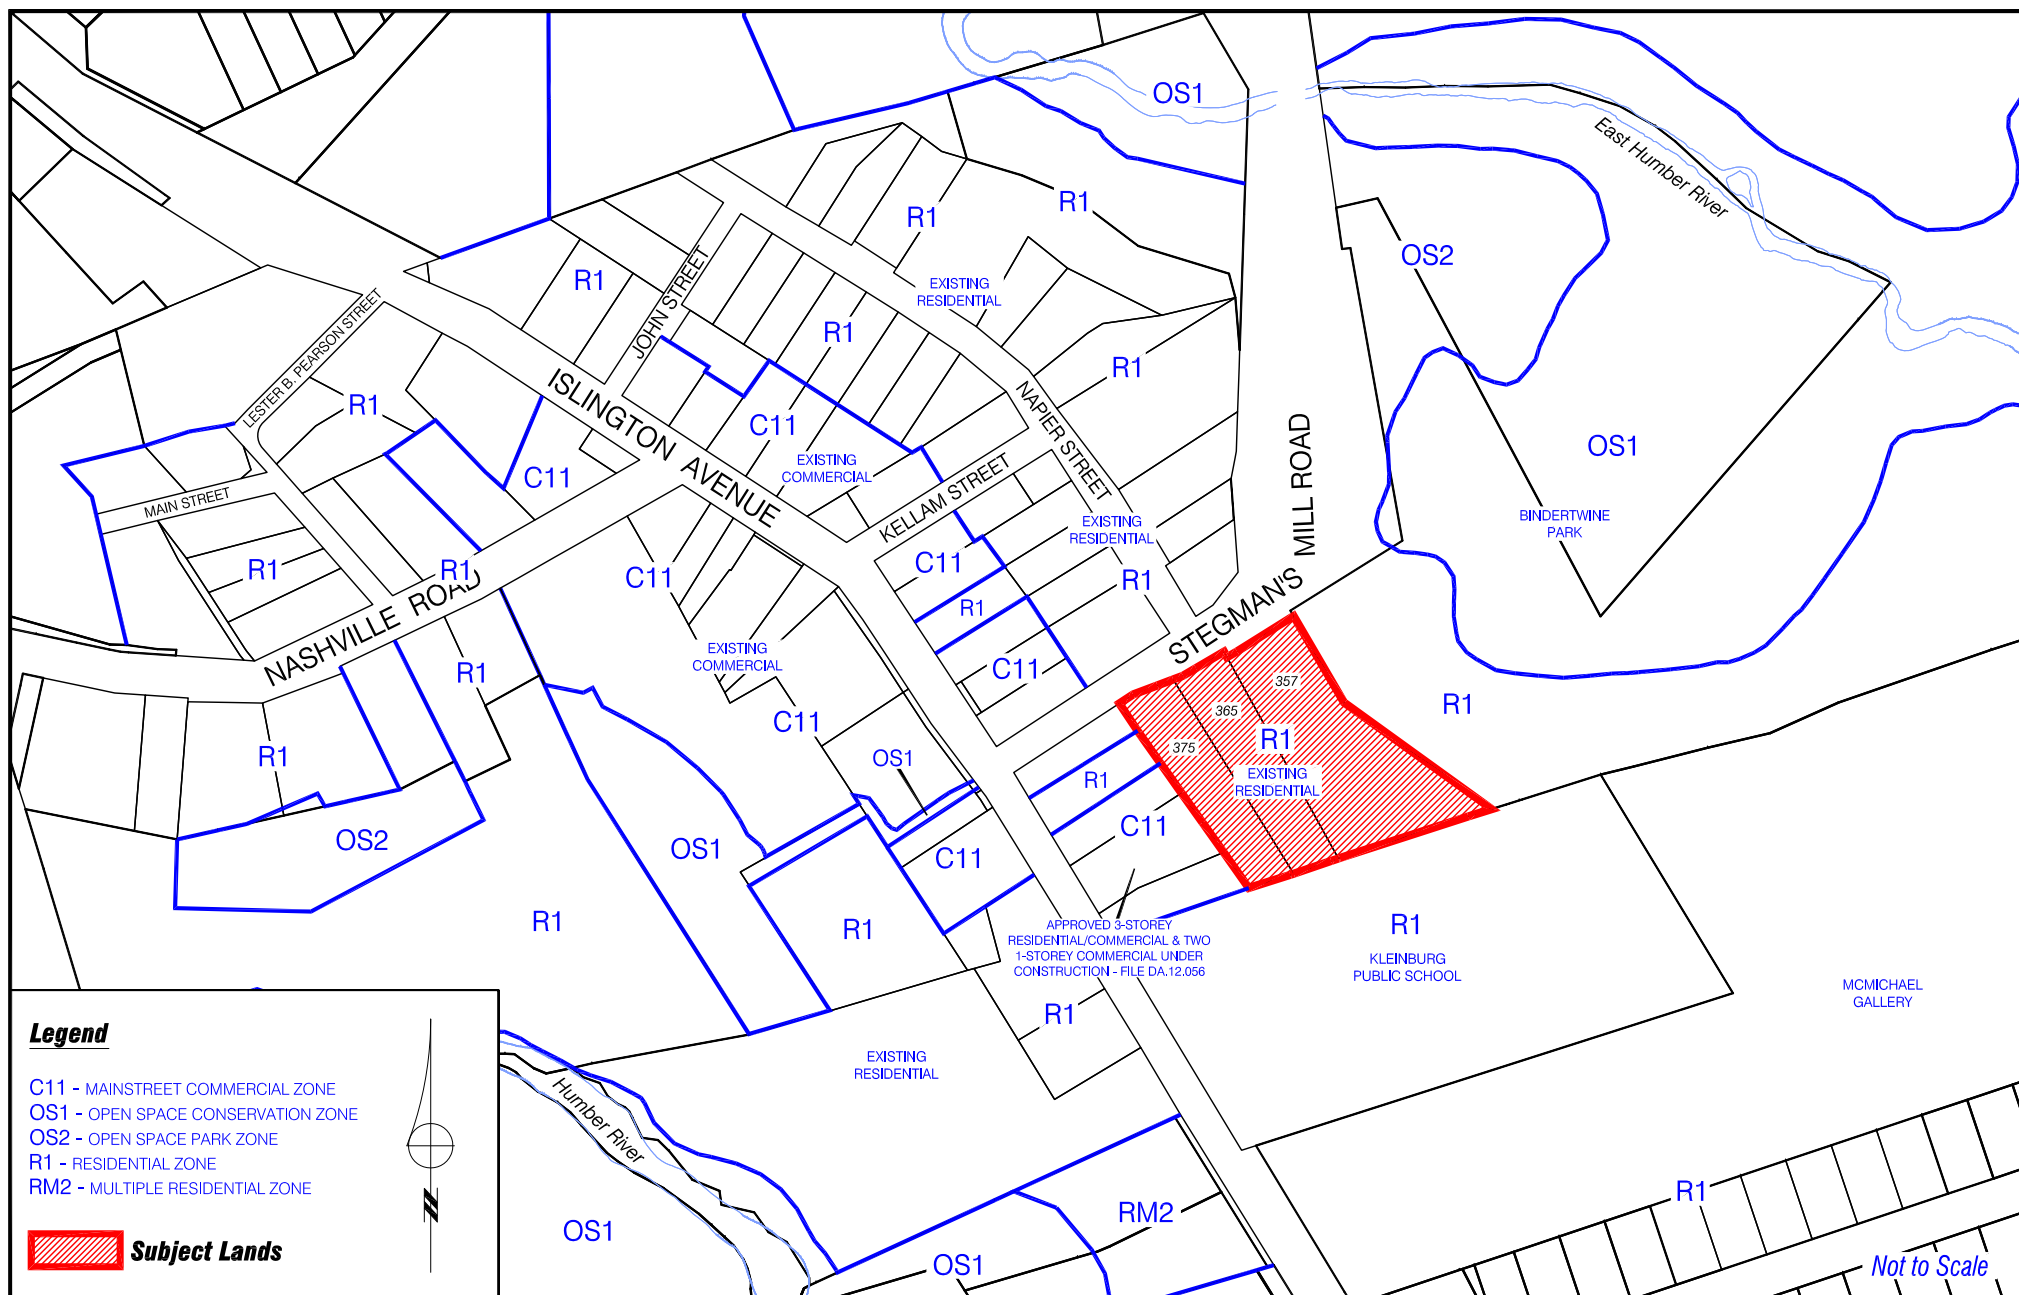 OS1
East Humber River
R1
R1
OS2
R1
EXISTING
RESIDENTIAL
JOHN STREET
LESTER B. PEARSON STREET
R1
R1
R1
ISLINGTON AVENUE
NAPIER STREET
C11
MILL ROAD
OS1
EXISTING
COMMERCIAL
C11
KELLAM STREET
MAIN STREET
BINDERTWINE
PARK
EXISTING
RESIDENTIAL
R1
R1
C11
C11
R1
R1
NASHVILLE ROAD
STEGMAN'S
EXISTING
COMMERCIAL
R1
C11
357
R1
365
C11
R1
375
R1
R1
OS1
EXISTING
RESIDENTIAL
R1
C11
OS2
OS1
C11
R1
R1
R1
APPROVED 3-STOREY
RESIDENTIAL/COMMERCIAL & TWO
1-STOREY COMMERCIAL UNDER
CONSTRUCTION - FILE DA.12.056
KLEINBURG
PUBLIC SCHOOL
MCMICHAEL
GALLERY
R1
EXISTING
RESIDENTIAL
Humber River
R1
RM2
OS1
OS1
Legend
C11 - MAINSTREET COMMERCIAL ZONE
OS1 - OPEN SPACE CONSERVATION ZONE
OS2 - OPEN SPACE PARK ZONE
R1 - RESIDENTIAL ZONE
RM2 - MULTIPLE RESIDENTIAL ZONE
N
Subject Lands
Not to Scale